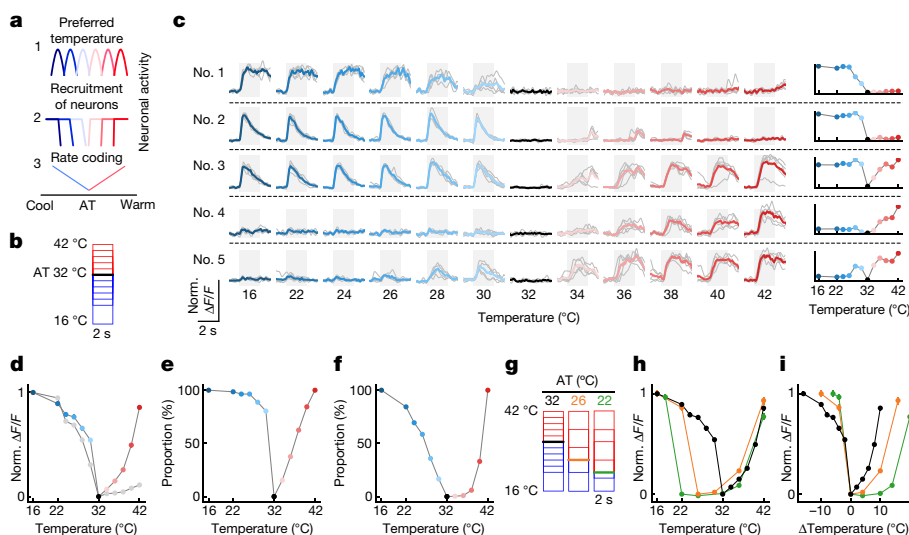 a
Preferred
temperature
1
Recruitment
of neurons
2
Rate coding
3
Cool AT Warm
Neuronal activity
b
42 °C
AT 32 °C
16 °C
2 s
c
No. 1
No. 2
No. 3
No. 4
No. 5
Norm.
ΔF/F
2 s
16 22 24 26 28 30 32 34 36 38 40 42
Temperature (°C)
16 22 32 42
d
Norm. ΔF/F
1
0
16 22 32 42
Temperature (°C)
e
Proportion (%)
100
50
0
16 22 32 42
Temperature (°C)
f
Proportion (%)
100
50
0
16 22 32 42
Temperature (°C)
g
AT (°C)
32 26 22
42 °C
16 °C
2 s
h
Norm. ΔF/F
1
0
16 22 32 42
Temperature (°C)
i
Norm. ΔF/F
1
0
−10 0 10
ΔTemperature (°C)